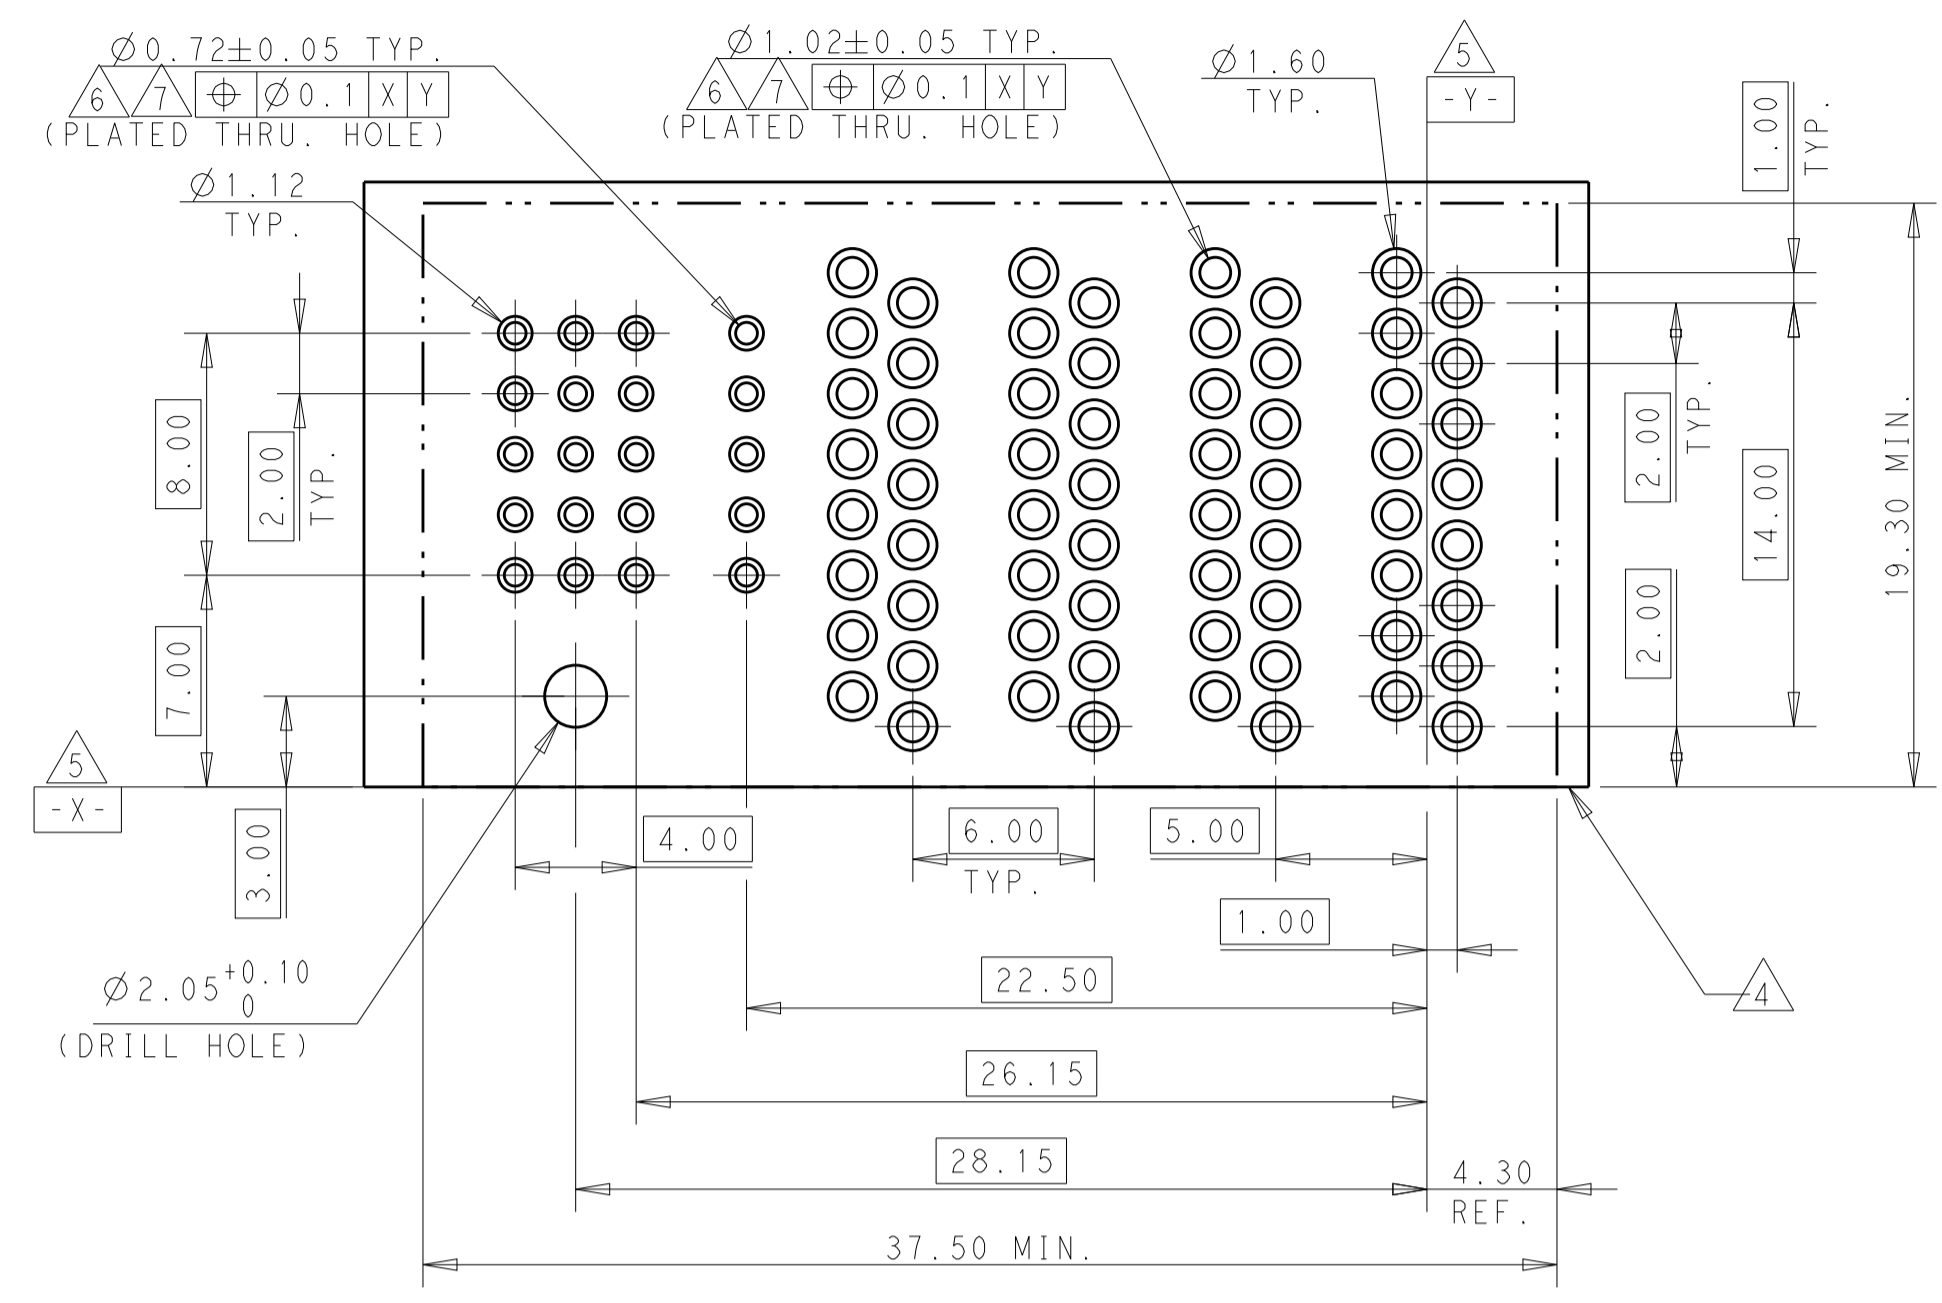 Ø0.72±0.05 TYP.
6 7 ⌖ Ø0.1 X Y
(PLATED THRU. HOLE)
Ø1.02±0.05 TYP.
6 7 ⌖ Ø0.1 X Y
(PLATED THRU. HOLE)
Ø1.60
TYP.
5
-Y-
1.00
TYP.
Ø1.12
TYP.
8.00
2.00
TYP.
2.00
TYP.
14.00
19.30 MIN.
7.00
2.00
5
-X-
3.00
4.00
6.00
TYP.
5.00
1.00
22.50
4
Ø2.05 +0.10
0
(DRILL HOLE)
26.15
28.15
4.30
REF.
37.50 MIN.